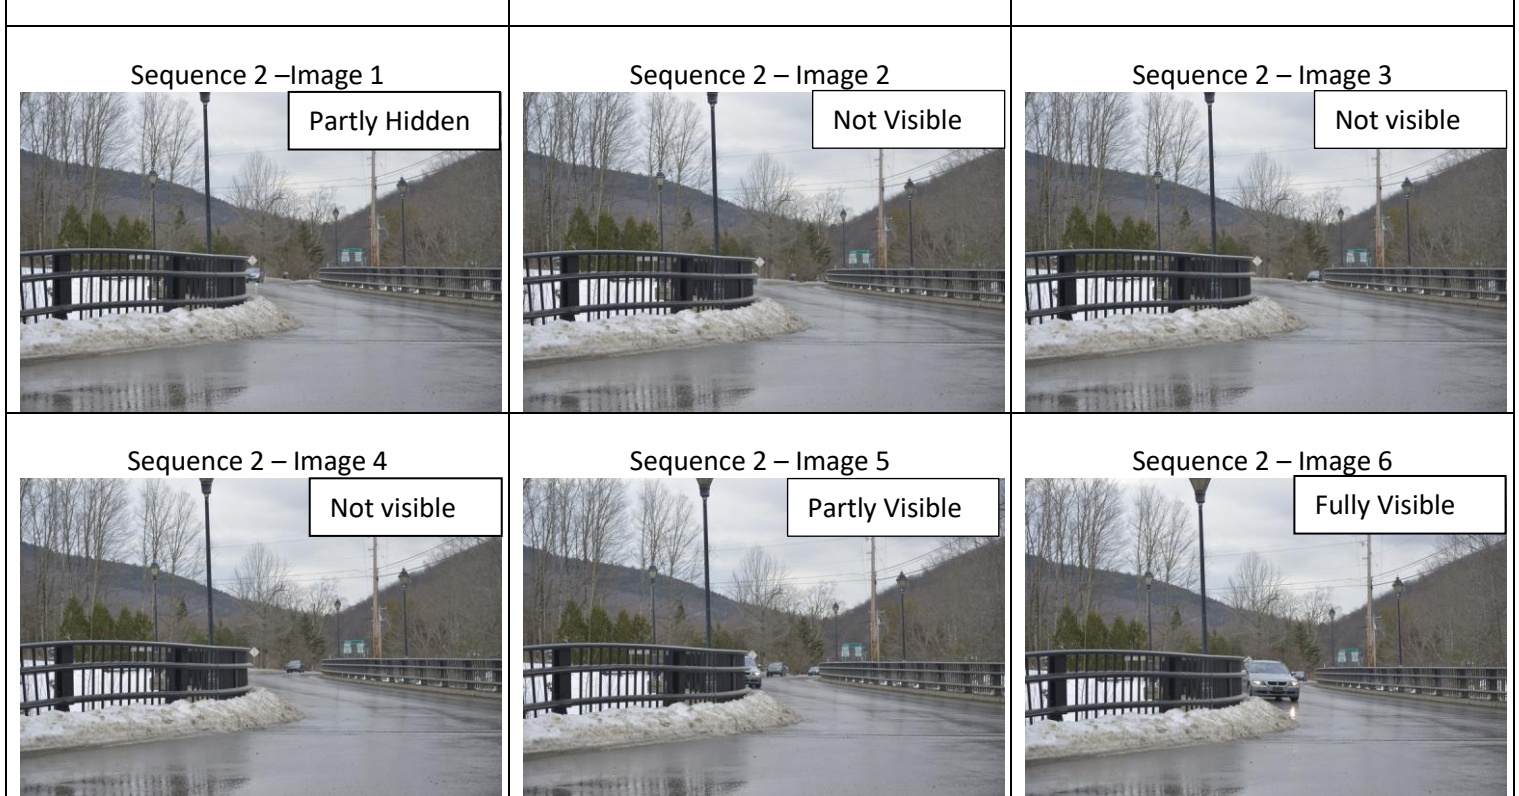 Sequence 2 –Image 1
Partly Hidden
Sequence 2 – Image 2
Not Visible
Sequence 2 – Image 3
Not visible
Sequence 2 – Image 4
Not visible
Sequence 2 – Image 5
Partly Visible
Sequence 2 – Image 6
Fully Visible